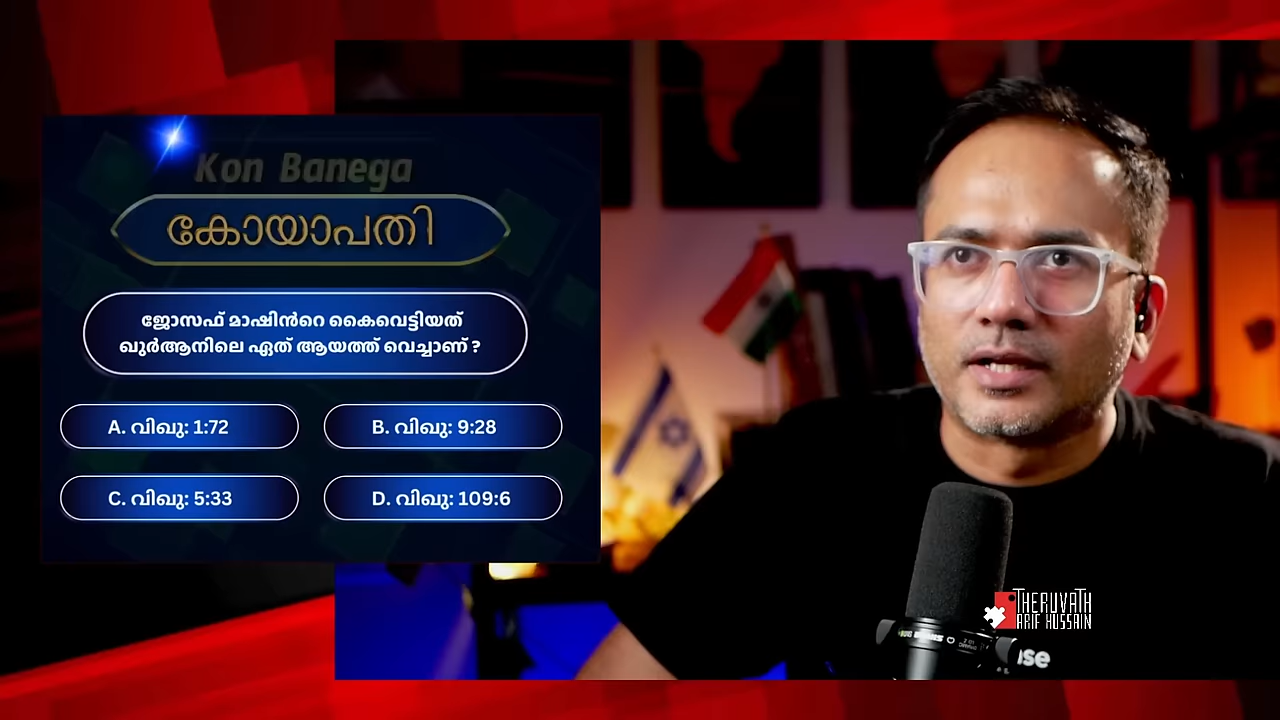 Kon Banega
കോയാപതി
ജോസഫ് മാഷിൻറെ കൈവെട്ടിയത്
ഖുർആനിലെ ഏത് ആയത്ത് വെച്ചാണ് ?
A. വിഖു: 1:72
B. വിഖു: 9:28
C. വിഖു: 5:33
D. വിഖു: 109:6
THERUVATH
ARIF HUSSAIN